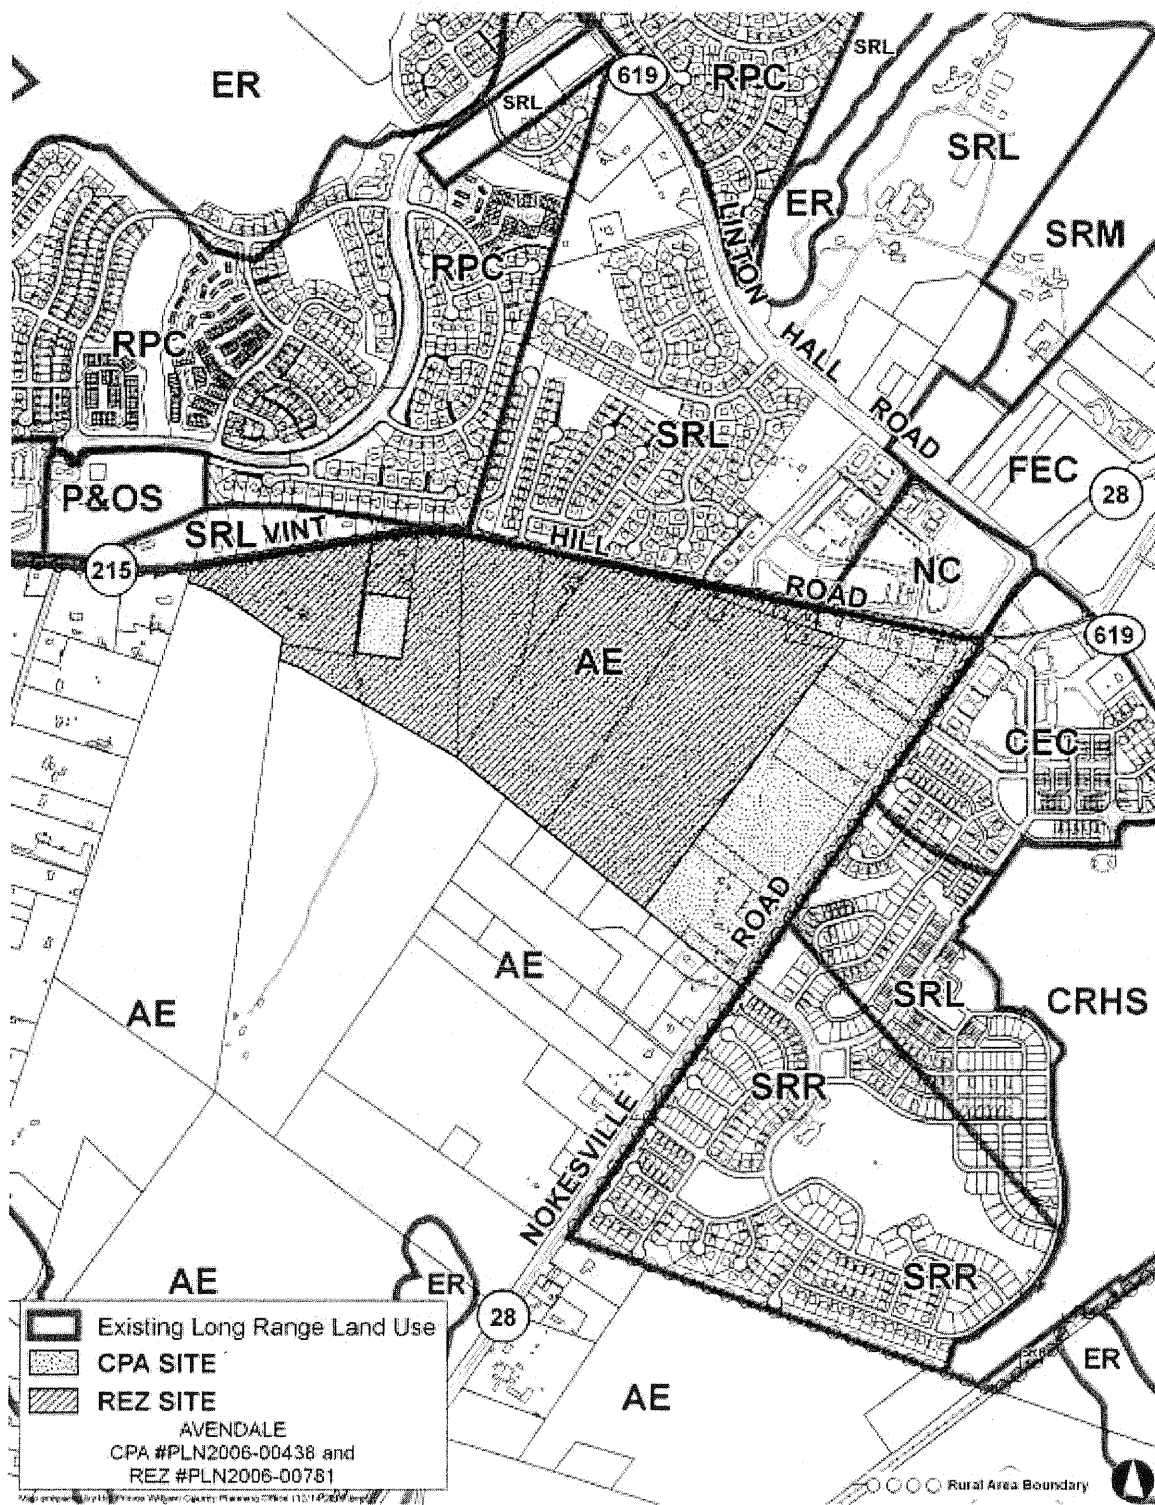 ER
SRL
619
RPC
SRL
SRL
ER
SRM
LINTON
RPC
HALL
RPC
ROAD
SRL
FEC
28
P&OS
SRL
VINT
HILL
NC
215
ROAD
619
AE
CEC
ROAD
AE
SRL
CRHS
AE
SRR
NOKESVILLE
AE
ER
SRR
28
ER
AE
Existing Long Range Land Use
CPA SITE
REZ SITE
AVENDALE
CPA #PLN2006-00438 and
REZ #PLN2006-00781
Rural Area Boundary